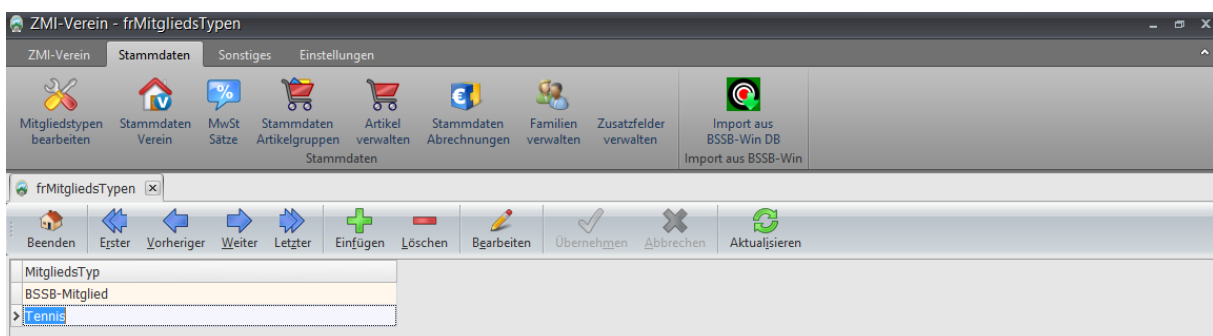 ZMI-Verein - frMitgliedsTypen
ZMI-Verein Stammdaten Sonstiges Einstellungen
%
V
€
Mitgliedstypen Stammdaten MwSt Stammdaten Artikel Stammdaten Familien Zusatzfelder Import aus
bearbeiten Verein Sätze Artikelgruppen verwalten Abrechnungen verwalten verwalten BSSB-Win DB
Stammdaten Import aus BSSB-Win
frMitgliedsTypen
Beenden Erster Vorheriger Weiter Letzter Einfügen Löschen Bearbeiten Übernehmen Abbrechen Aktualisieren
MitgliedsTyp
BSSB-Mitglied
Tennis